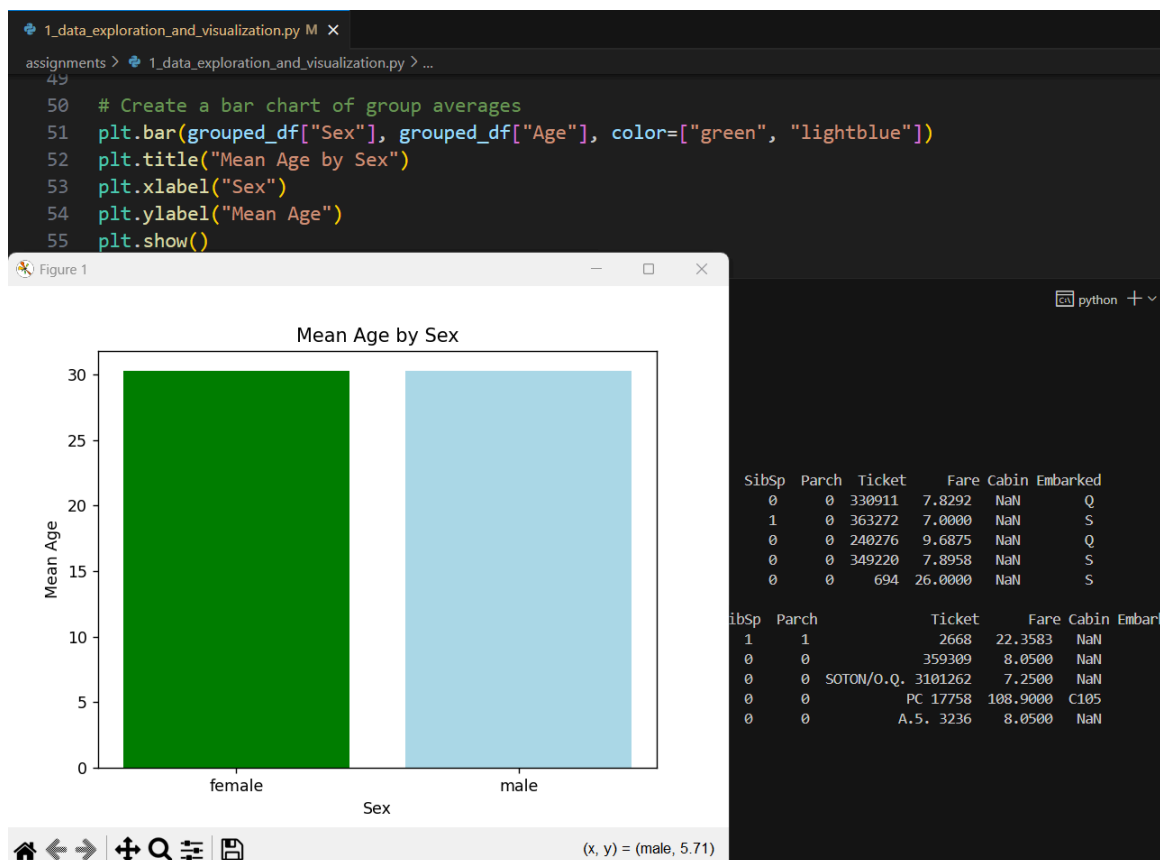 1_data_exploration_and_visualization.py M
assignments > 1_data_exploration_and_visualization.py > ...
49
50 # Create a bar chart of group averages
51 plt.bar(grouped_df["Sex"], grouped_df["Age"], color=["green", "lightblue"])
52 plt.title("Mean Age by Sex")
53 plt.xlabel("Sex")
54 plt.ylabel("Mean Age")
55 plt.show()
Figure 1
python
Mean Age by Sex
30
25
20
15
10
5
0
Mean Age
female male
Sex
(x, y) = (male, 5.71)
SibSp Parch Ticket Fare Cabin Embarked
0 0 330911 7.8292 NaN Q
1 0 363272 7.0000 NaN S
0 0 240276 9.6875 NaN Q
0 0 349220 7.8958 NaN S
0 0 694 26.0000 NaN S
ibSp Parch Ticket Fare Cabin Embar
1 1 2668 22.3583 NaN
0 0 359309 8.0500 NaN
0 0 SOTON/O.Q. 3101262 7.2500 NaN
0 0 PC 17758 108.9000 C105
0 0 A.5. 3236 8.0500 NaN